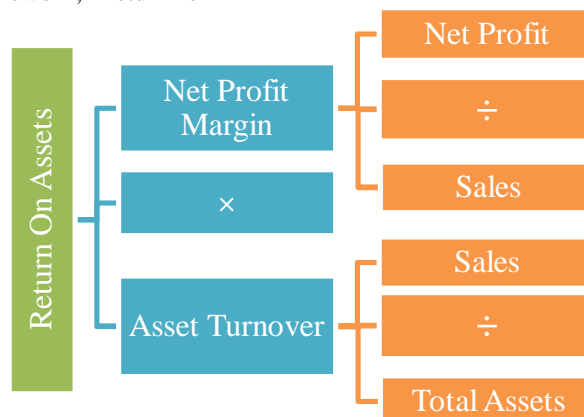 Return On Assets
Net Profit
Margin
×
Asset Turnover
Net Profit
÷
Sales
Sales
÷
Total Assets